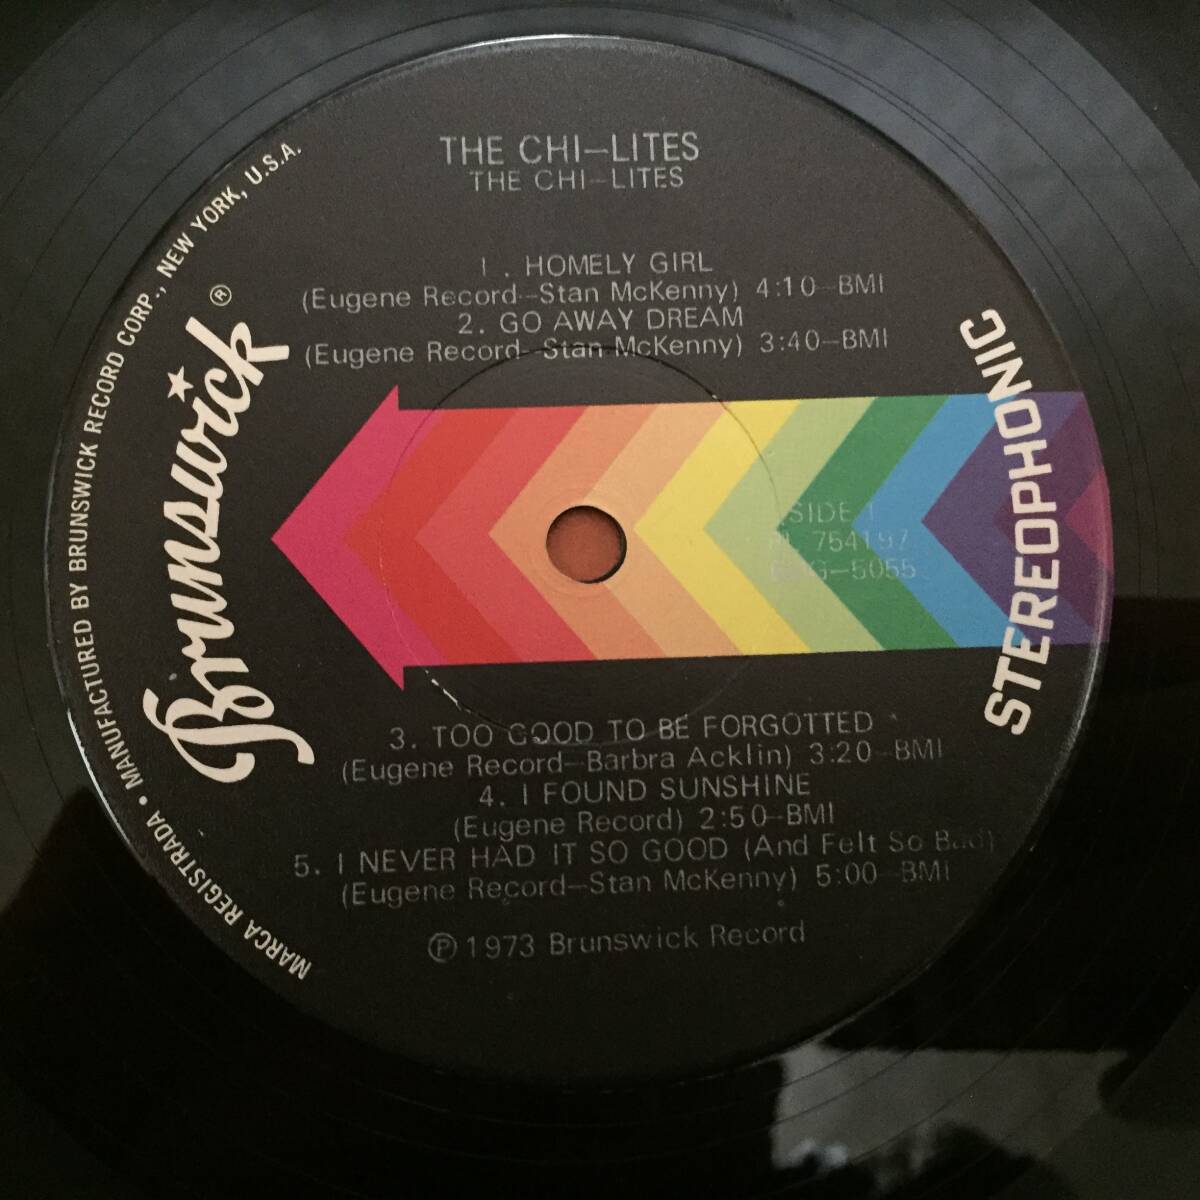 THE CHI-LITES
THE CHI-LITES
1. HOMELY GIRL
(Eugene Record--Stan McKenny) 4:10-BMI
2. GO AWAY DREAM
(Eugene Record-Stan McKenny) 3:40-BMI
Brunswick®
STEREOPHONIC
SIDE 1
754197
-5055
3. TOO GOOD TO BE FORGOTTED
(Eugene Record-Barbra Acklin) 3:20-BMI
4. I FOUND SUNSHINE
(Eugene Record) 2:50-BMI
5. I NEVER HAD IT SO GOOD (And Felt So Bad)
(Eugene Record-Stan McKenny) 5:00-BMI
℗ 1973 Brunswick Record
MARCA REGISTRADA • MANUFACTURED BY BRUNSWICK RECORD CORP., NEW YORK, U.S.A.